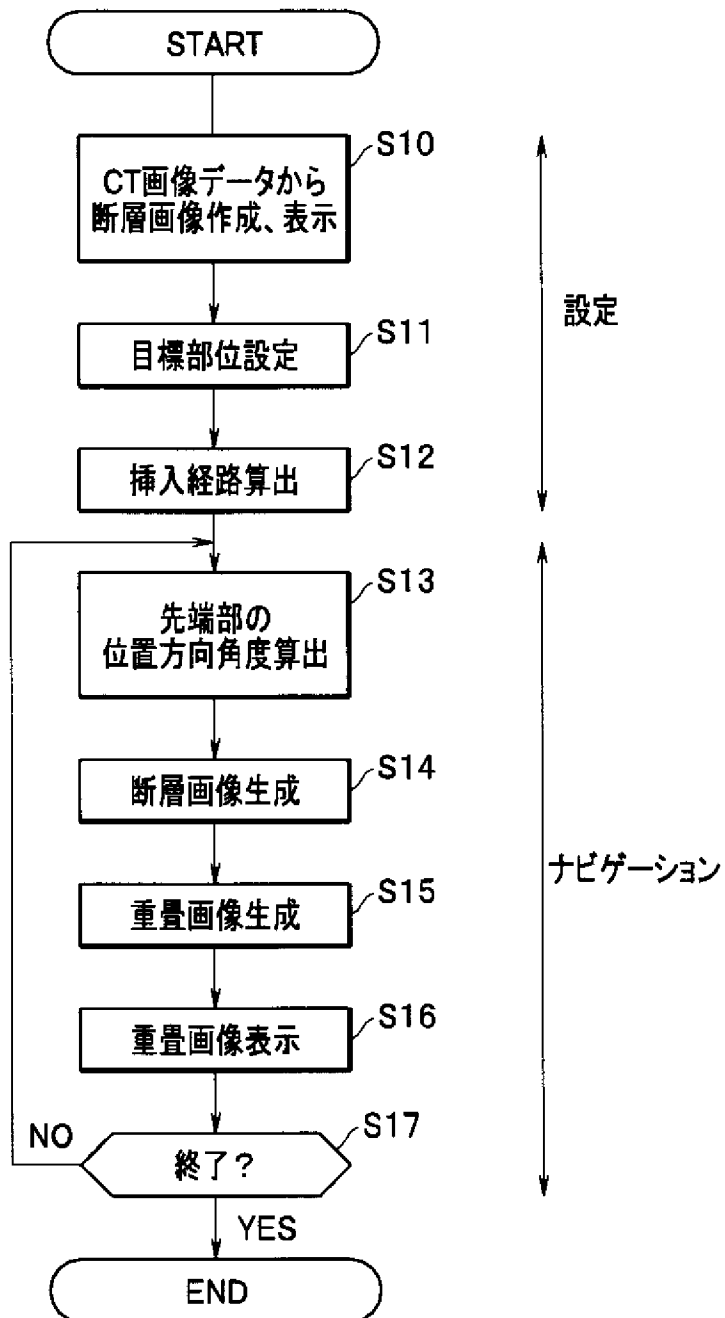 START
S10
CT画像データから
断層画像作成、表示
設定
S11
目標部位設定
S12
挿入経路算出
S13
先端部の
位置方向角度算出
S14
断層画像生成
ナビゲーション
S15
重畳画像生成
S16
重畳画像表示
S17
NO
終了？
YES
END